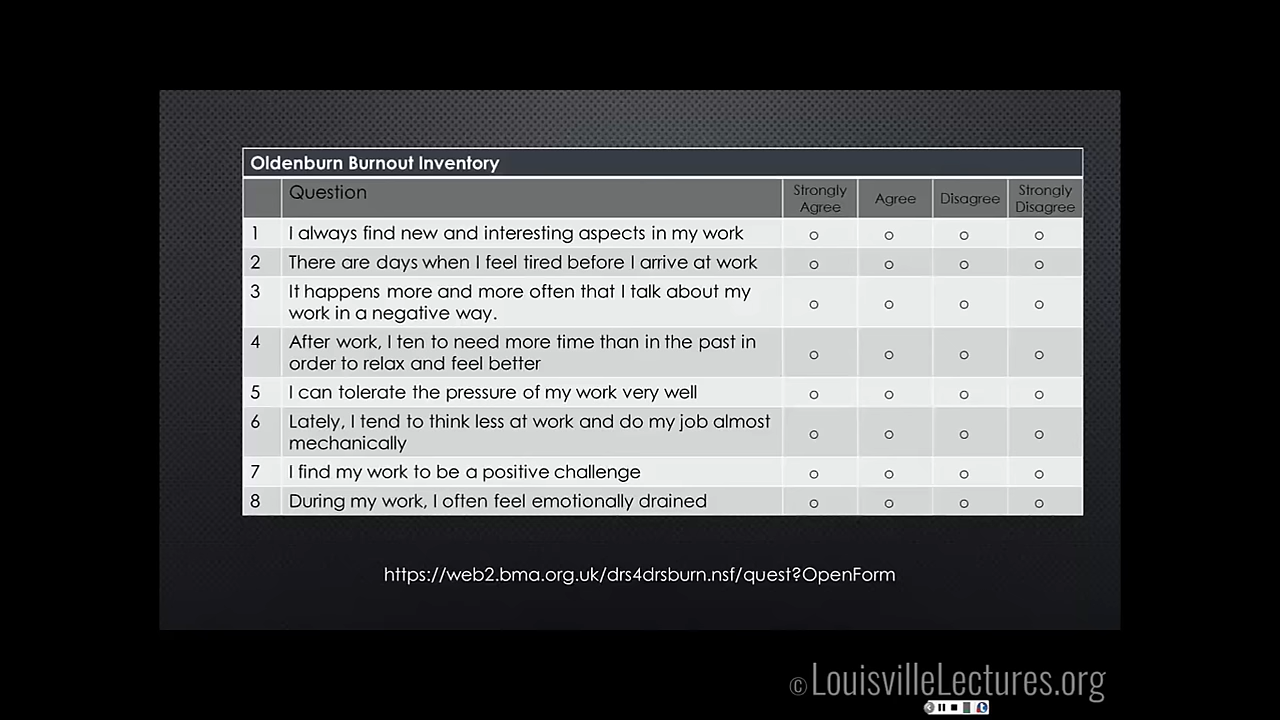 Oldenburn Burnout Inventory
Question
Strongly
Agree
Agree
Disagree
Strongly
Disagree
1 I always find new and interesting aspects in my work
2 There are days when I feel tired before I arrive at work
3 It happens more and more often that I talk about my
work in a negative way.
4 After work, I ten to need more time than in the past in
order to relax and feel better
5 I can tolerate the pressure of my work very well
6 Lately, I tend to think less at work and do my job almost
mechanically
7 I find my work to be a positive challenge
8 During my work, I often feel emotionally drained
https://web2.bma.org.uk/drs4drsburn.nsf/quest?OpenForm
© LouisvilleLectures.org